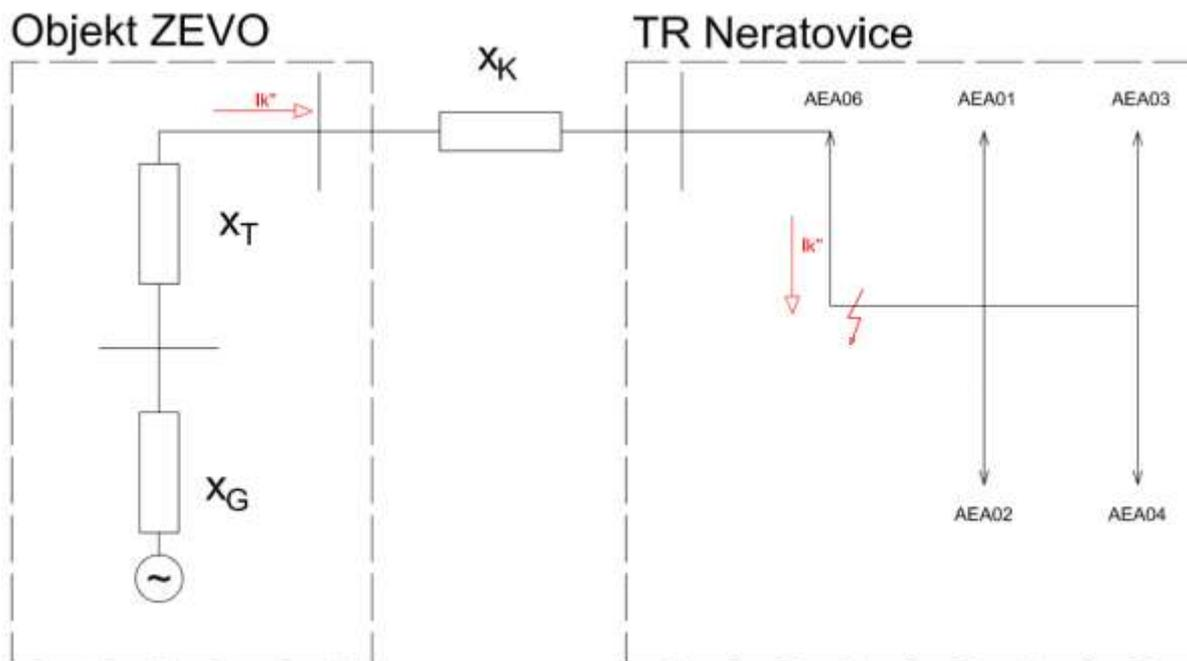 Objekt ZEVO
TR Neratovice
xK
Ik"
AEA06
AEA01
AEA03
xT
Ik"
xG
AEA02
AEA04
~